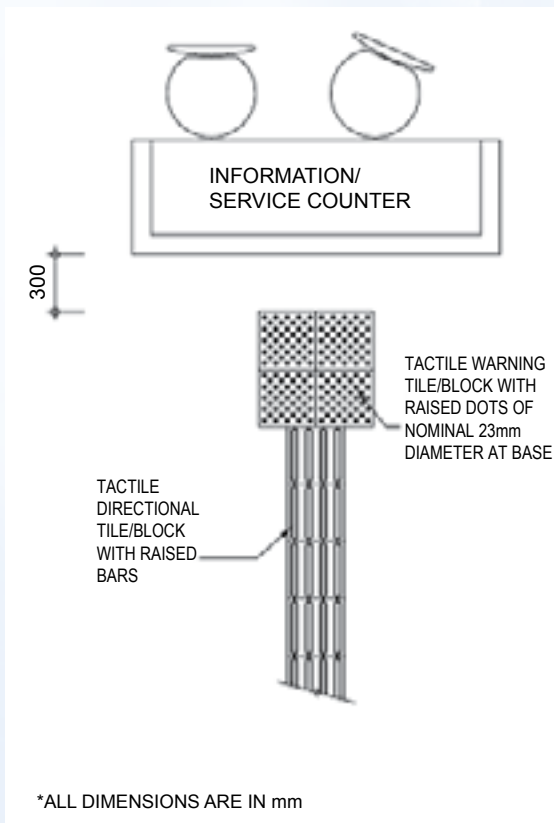 INFORMATION/
SERVICE COUNTER
300
TACTILE WARNING
TILE/BLOCK WITH
RAISED DOTS OF
NOMINAL 23mm
DIAMETER AT BASE
TACTILE
DIRECTIONAL
TILE/BLOCK
WITH RAISED
BARS
*ALL DIMENSIONS ARE IN mm